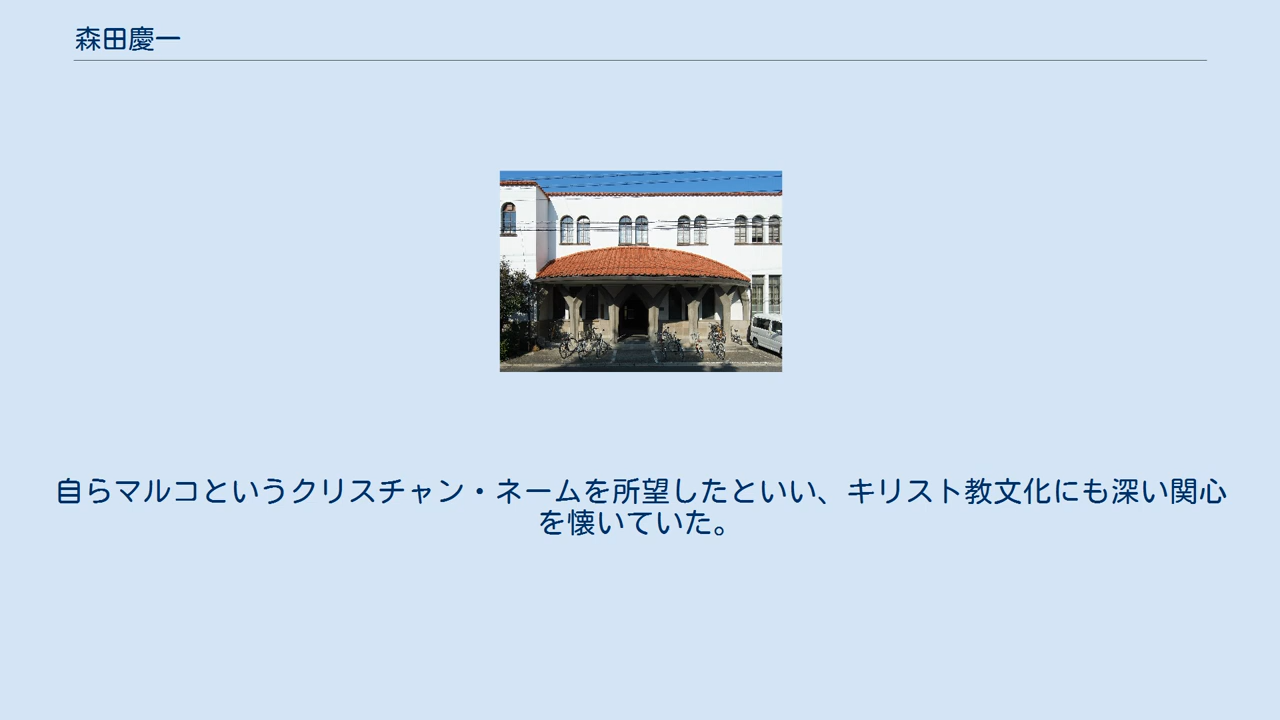 森田慶一
自らマルコというクリスチャン・ネームを所望したといい、キリスト教文化にも深い関心
を懐いていた。